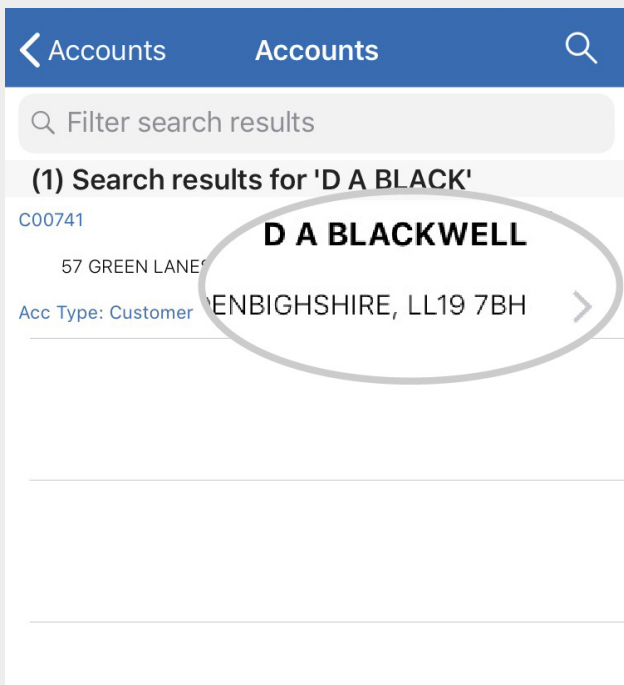 Accounts Accounts
Filter search results
(1) Search results for 'D A BLACK'
C00741
D A BLACKWELL
57 GREEN LANES
ENBIGHSHIRE, LL19 7BH
Acc Type: Customer